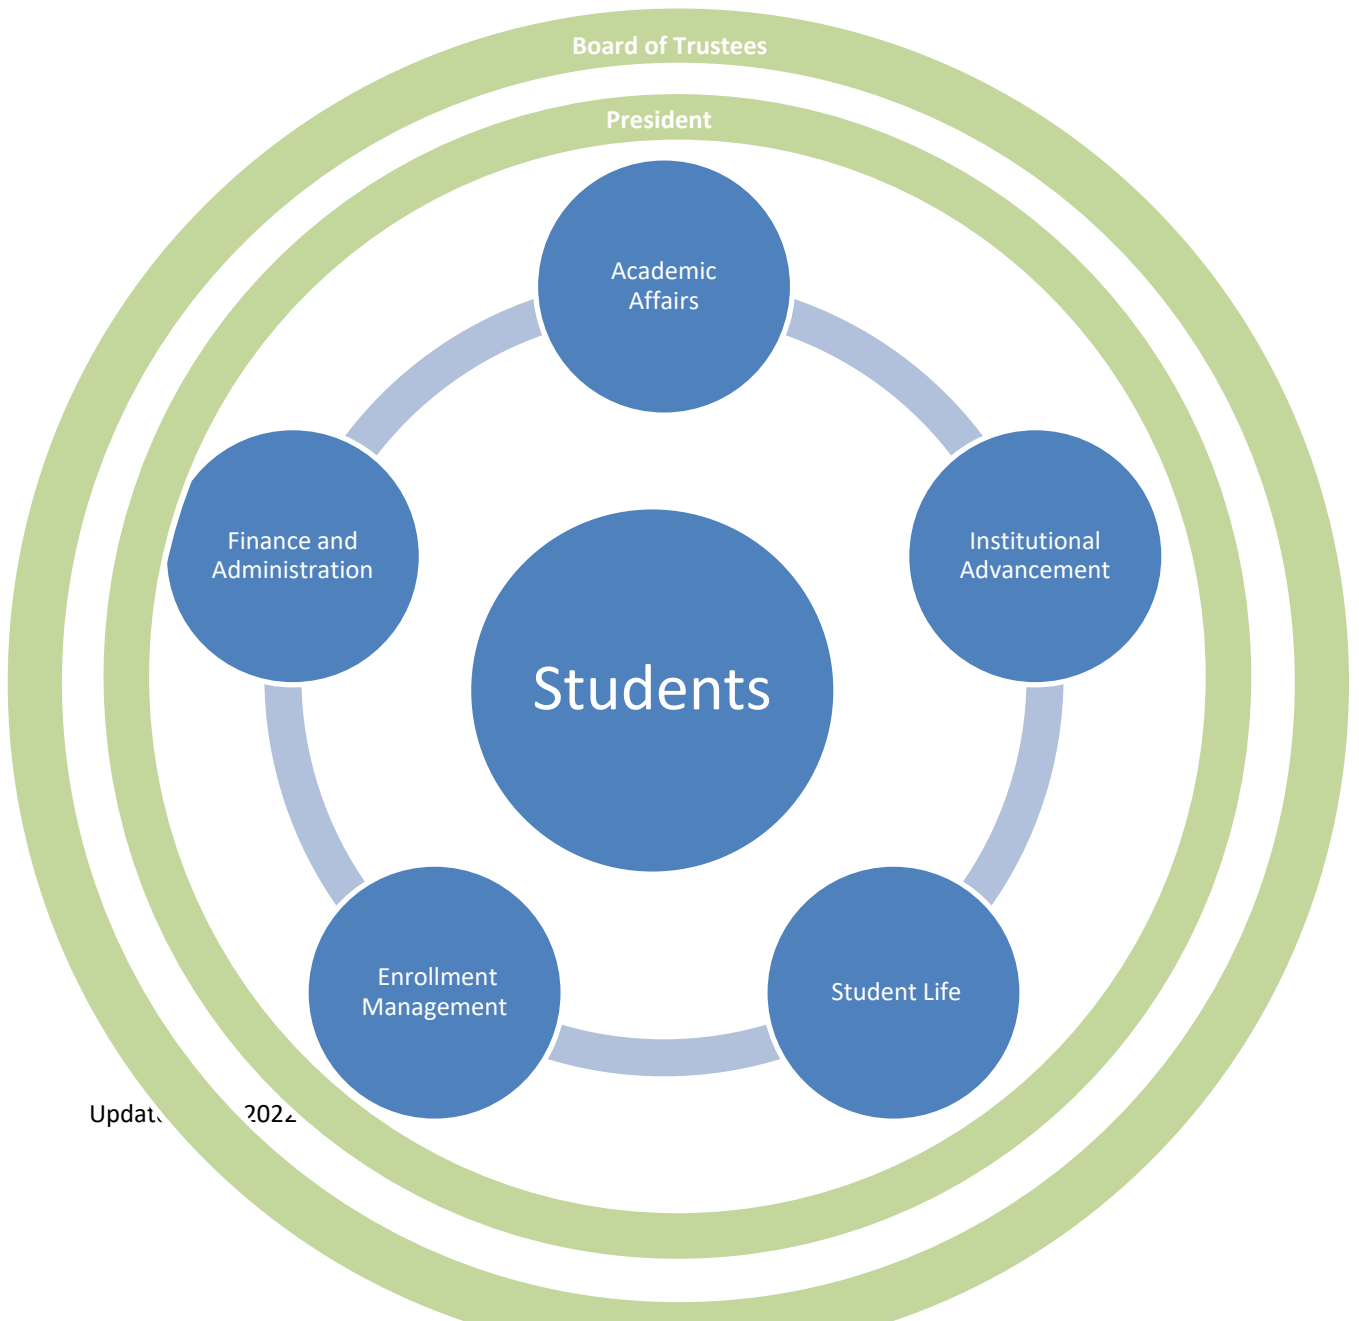 Board of Trustees
President
Academic
Affairs
Finance and
Administration
Institutional
Advancement
Students
Enrollment
Management
Student Life
2022